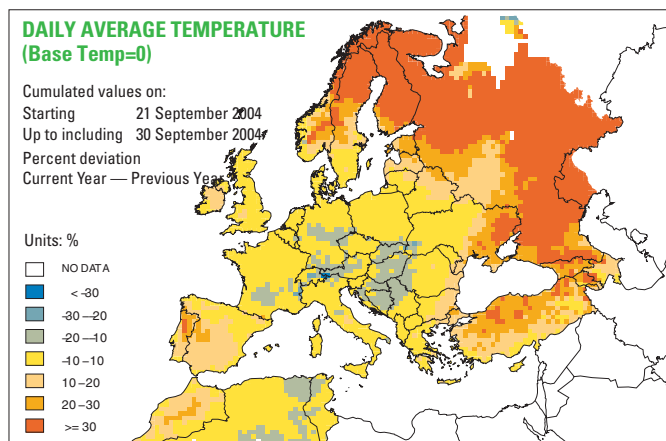 DAILY AVERAGE TEMPERATURE
(Base Temp=0)
Cumulated values on:
Starting 21 September 2004
Up to including 30 September 2004
Percent deviation
Current Year — Previous Year
Units: %
NO DATA
< -30
-30 – -20
-20 – -10
-10 – 10
10 – 20
20 – 30
>= 30